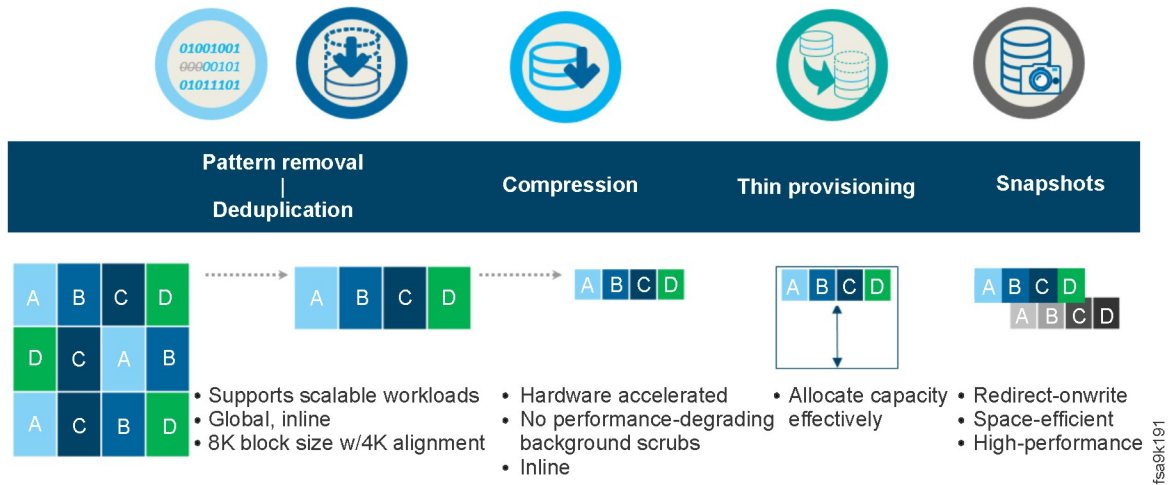 01001001
00000101
01011101
Pattern removal
|
Deduplication
Compression
Thin provisioning
Snapshots
A B C D
D C A B
A C B D
A B C D
A B C D
A B C D
A B C D
A B C D
• Supports scalable workloads
• Global, inline
• 8K block size w/4K alignment
• Hardware accelerated
• No performance-degrading
background scrubs
• Inline
• Allocate capacity
effectively
• Redirect-onwrite
• Space-efficient
• High-performance
fsa9k191